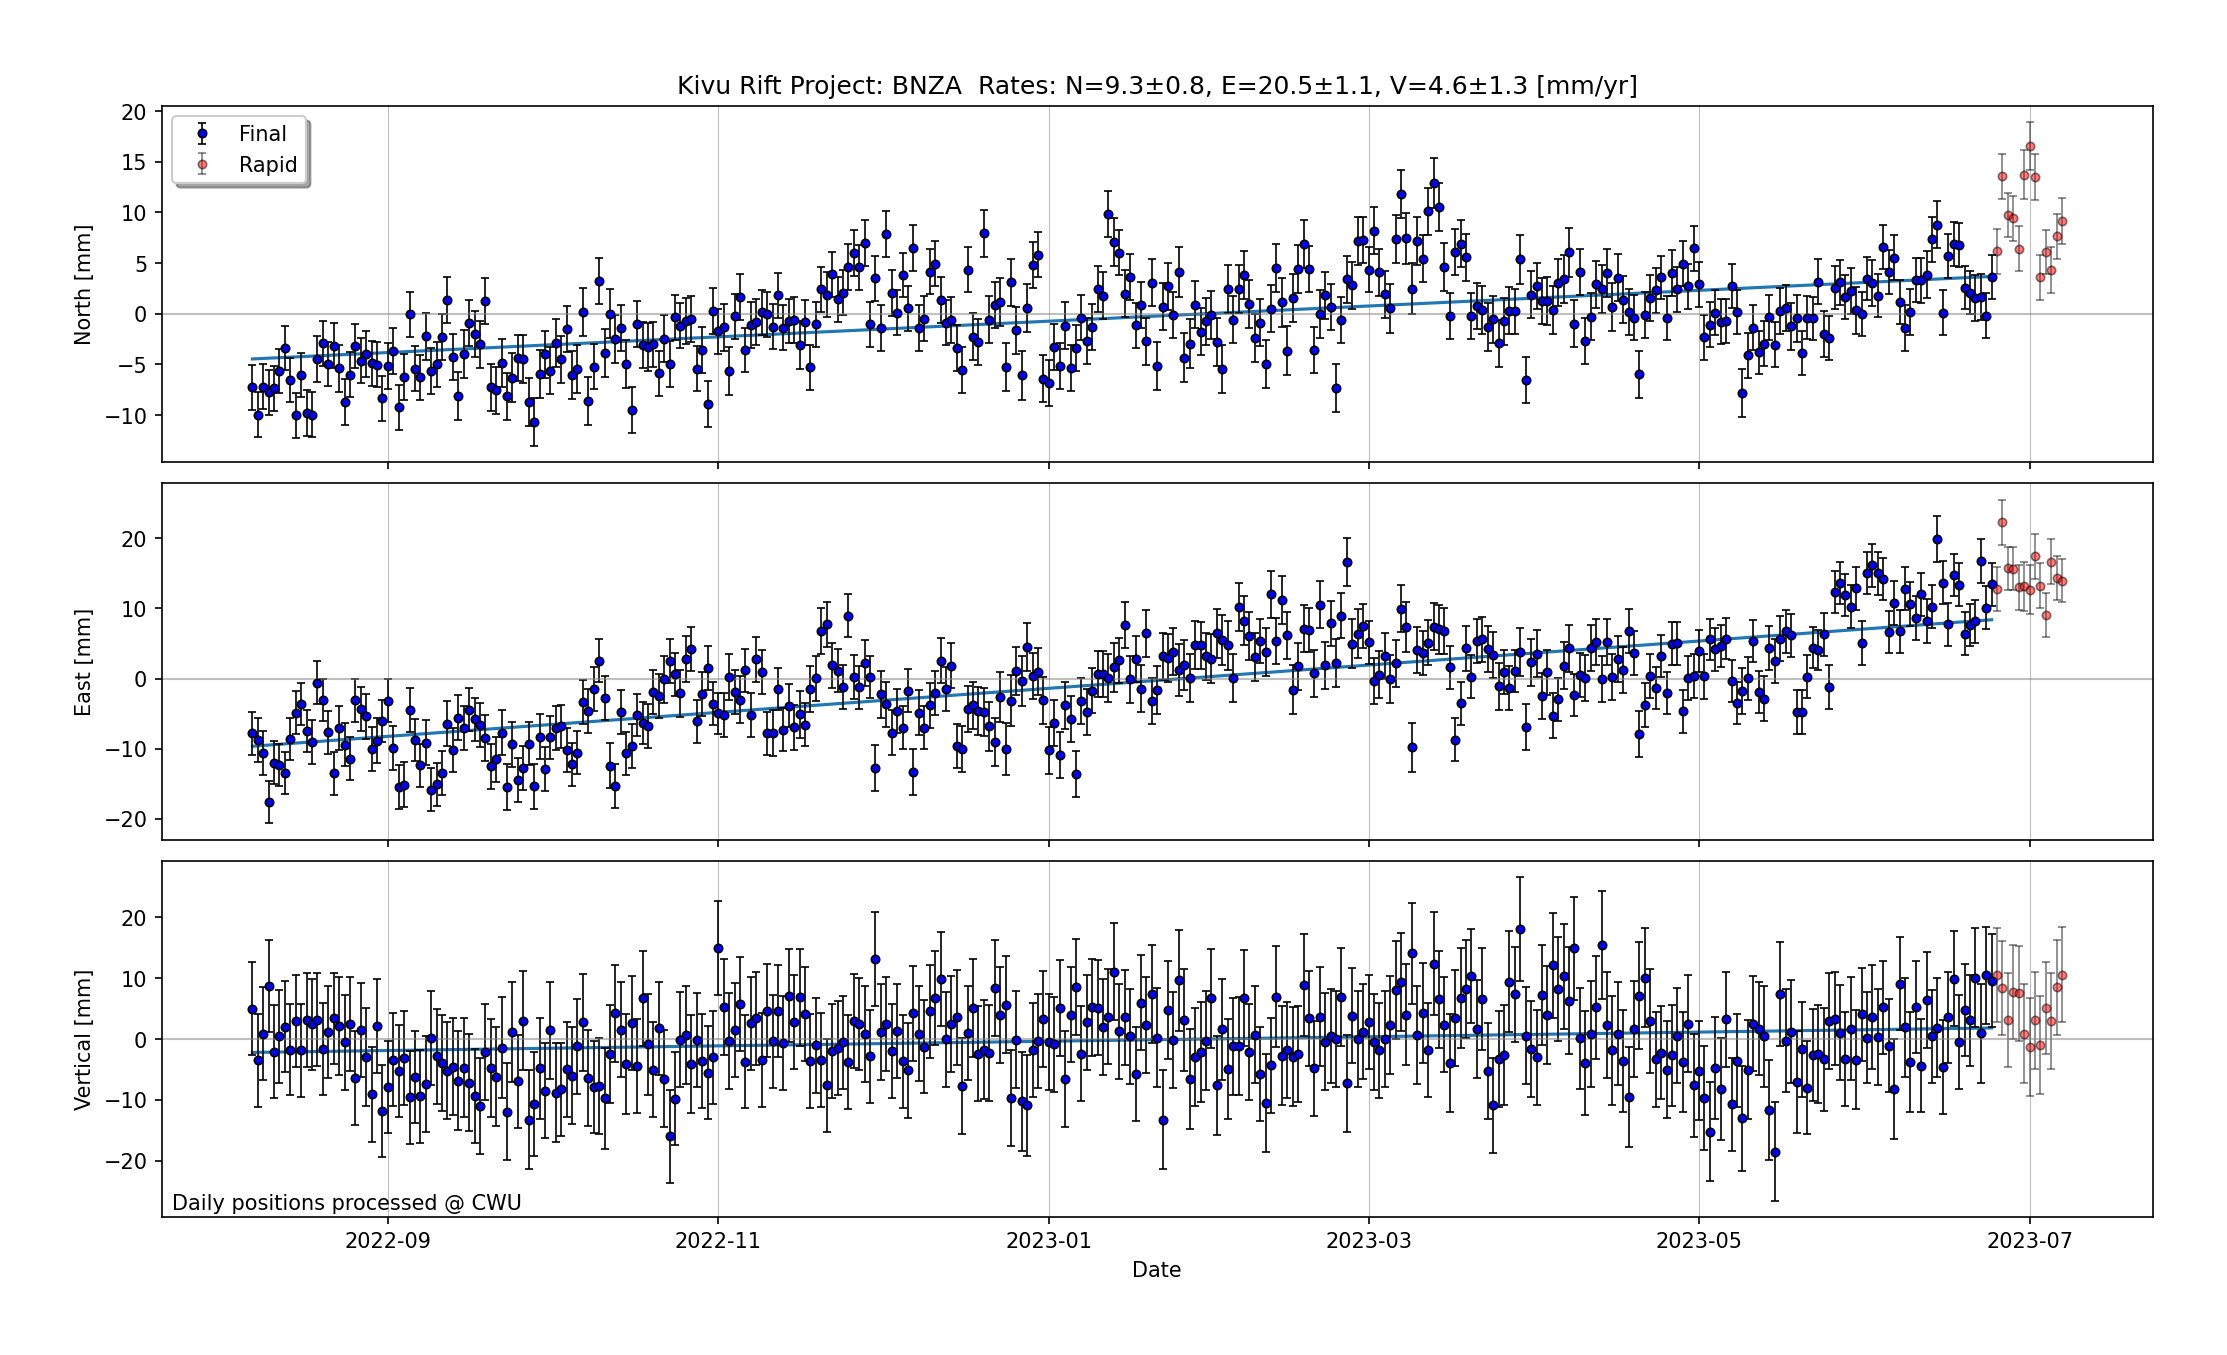 Kivu Rift Project: BNZA  Rates: N=9.3±0.8, E=20.5±1.1, V=4.6±1.3 [mm/yr]
Final
Rapid
North [mm]
20
15
10
5
0
−5
−10
East [mm]
20
10
0
−10
−20
Vertical [mm]
20
10
0
−10
−20
Daily positions processed @ CWU
2022-09 2022-11 2023-01 2023-03 2023-05 2023-07
Date